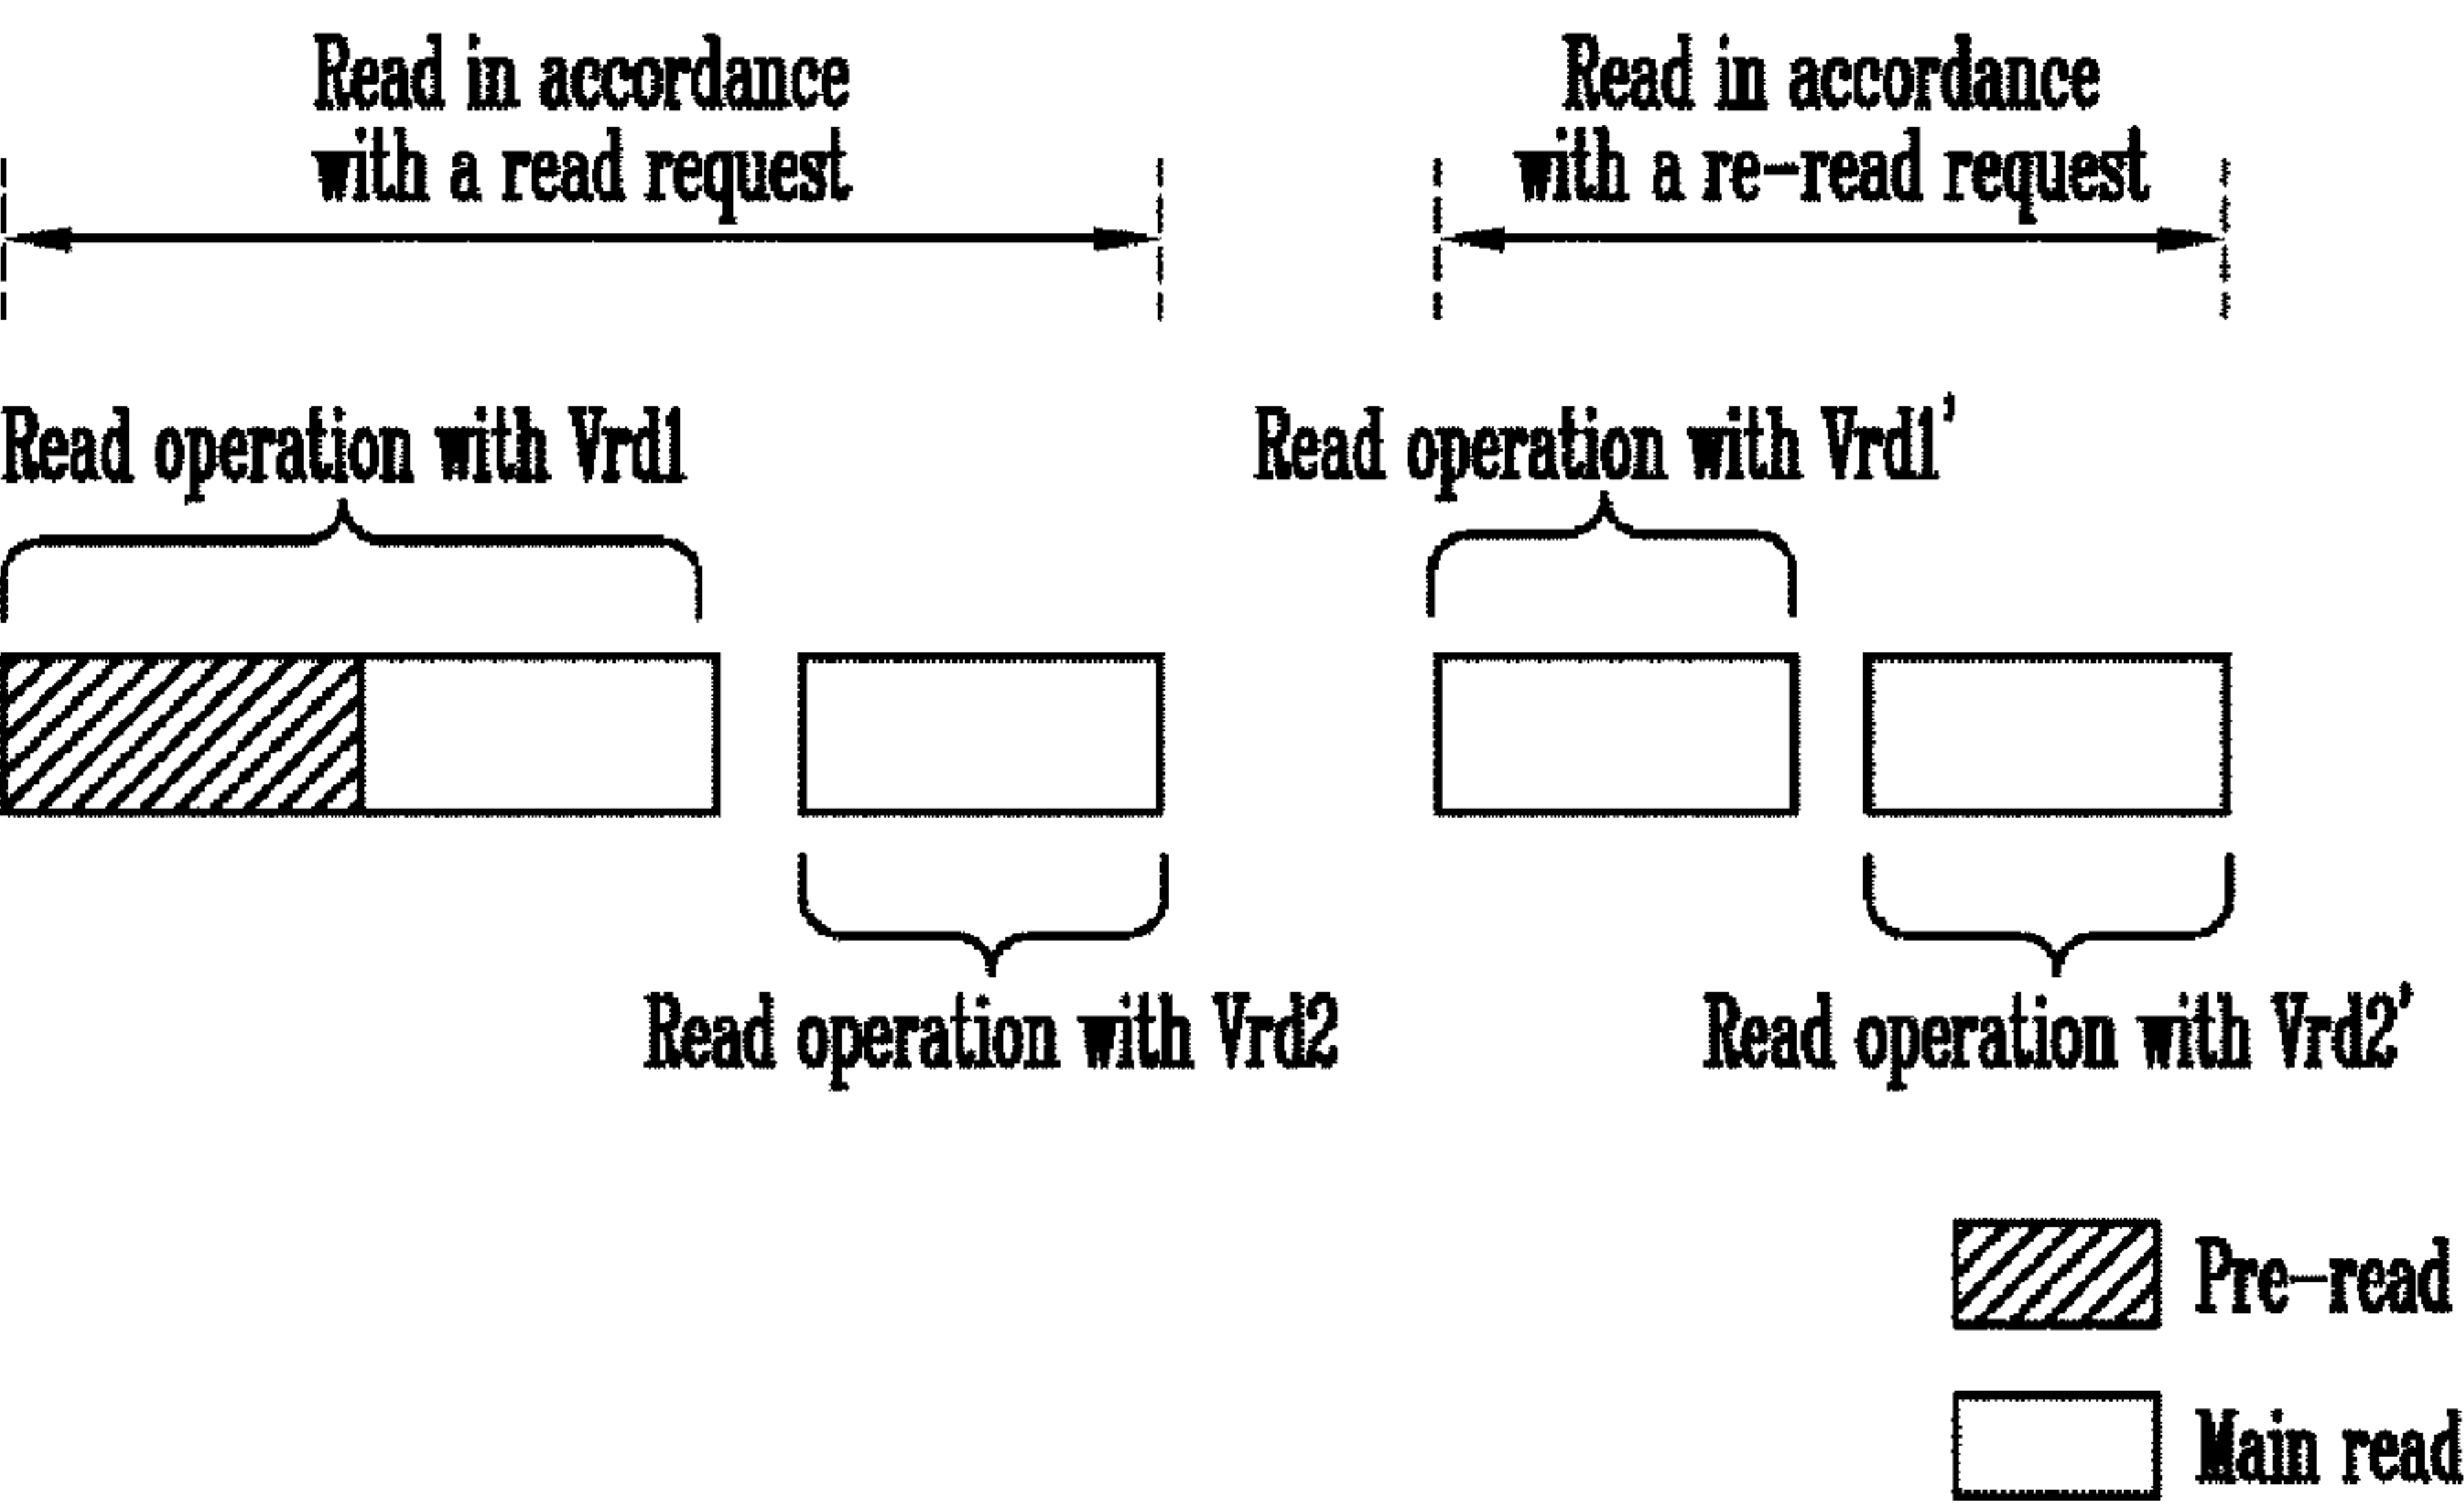 Read in accordance
with a read request
Read in accordance
with a re-read request
Read operation with Vrd1
Read operation with Vrd1'
Read operation with Vrd2
Read operation with Vrd2'
Pre-read
Main read